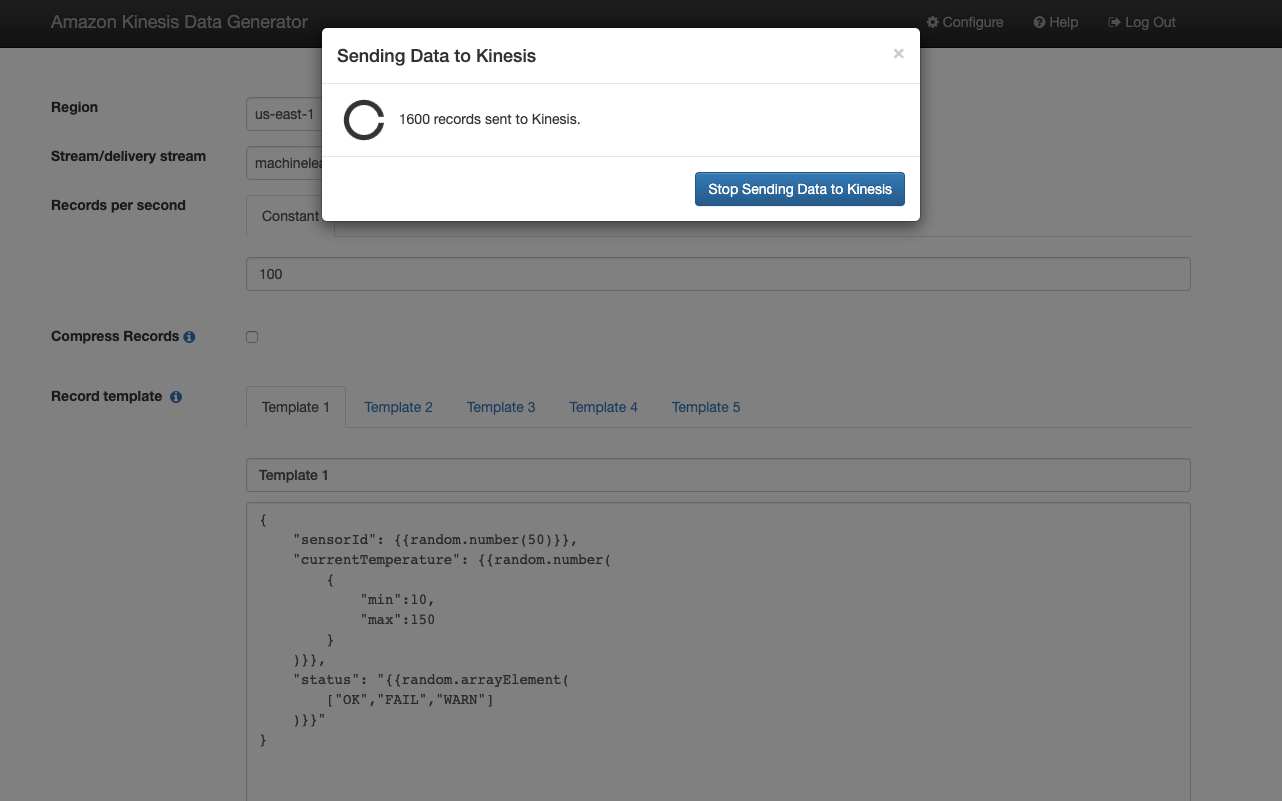 Amazon Kinesis Data Generator
Configure
Help
Log Out
Sending Data to Kinesis
×
1600 records sent to Kinesis.
Stop Sending Data to Kinesis
Region
us-east-1
Stream/delivery stream
machinelea
Records per second
Constant
100
Compress Records
Record template
Template 1
Template 2
Template 3
Template 4
Template 5
Template 1
{
    "sensorId": {{random.number(50)}},
    "currentTemperature": {{random.number(
        {
            "min":10,
            "max":150
        }
    )}},
    "status": "{{random.arrayElement(
        ["OK","FAIL","WARN"]
    )}}"
}